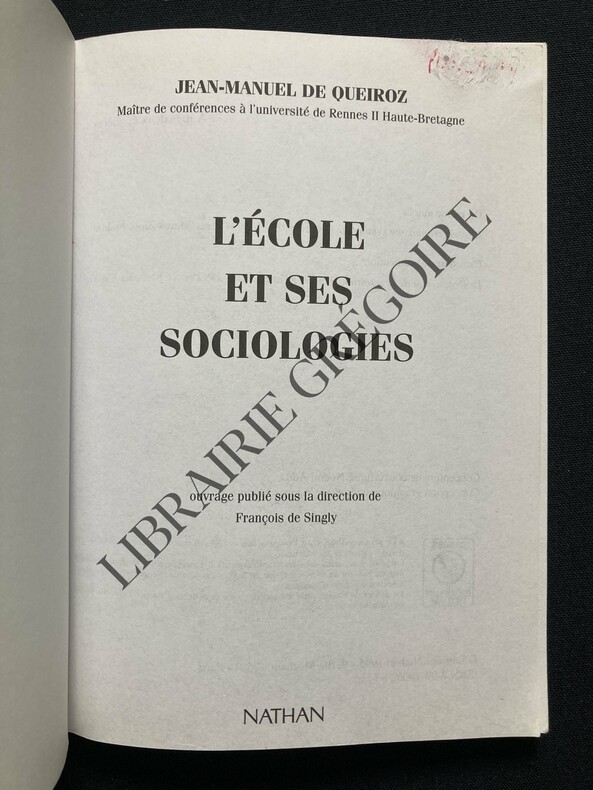 JEAN-MANUEL DE QUEIROZ
Maître de conférences à l'université de Rennes II Haute-Bretagne
L'ÉCOLE
ET SES
SOCIOLOGIES
LIBRAIRIE GRÉGOIRE
ouvrage publié sous la direction de
François de Singly
NATHAN